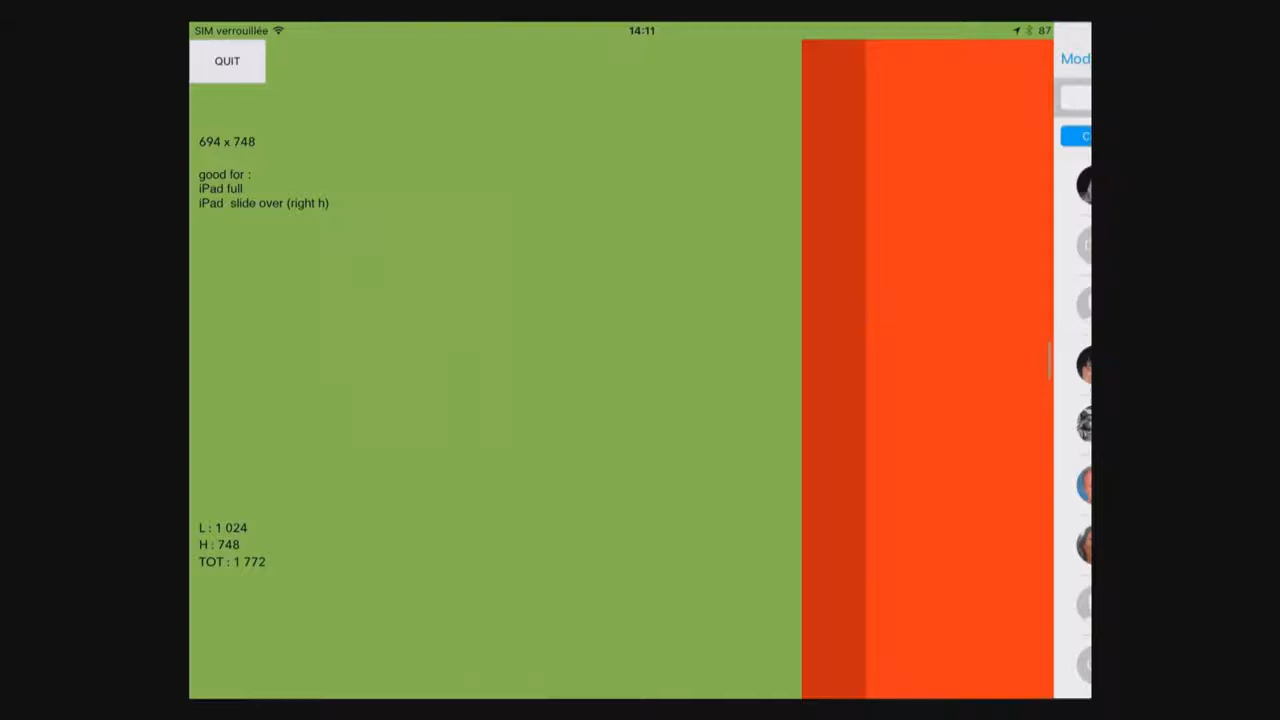 SIM verrouillée 14:11 87
QUIT
Mod
C
694 x 748
good for :
iPad full
iPad slide over (right h)
L : 1 024
H : 748
TOT : 1 772